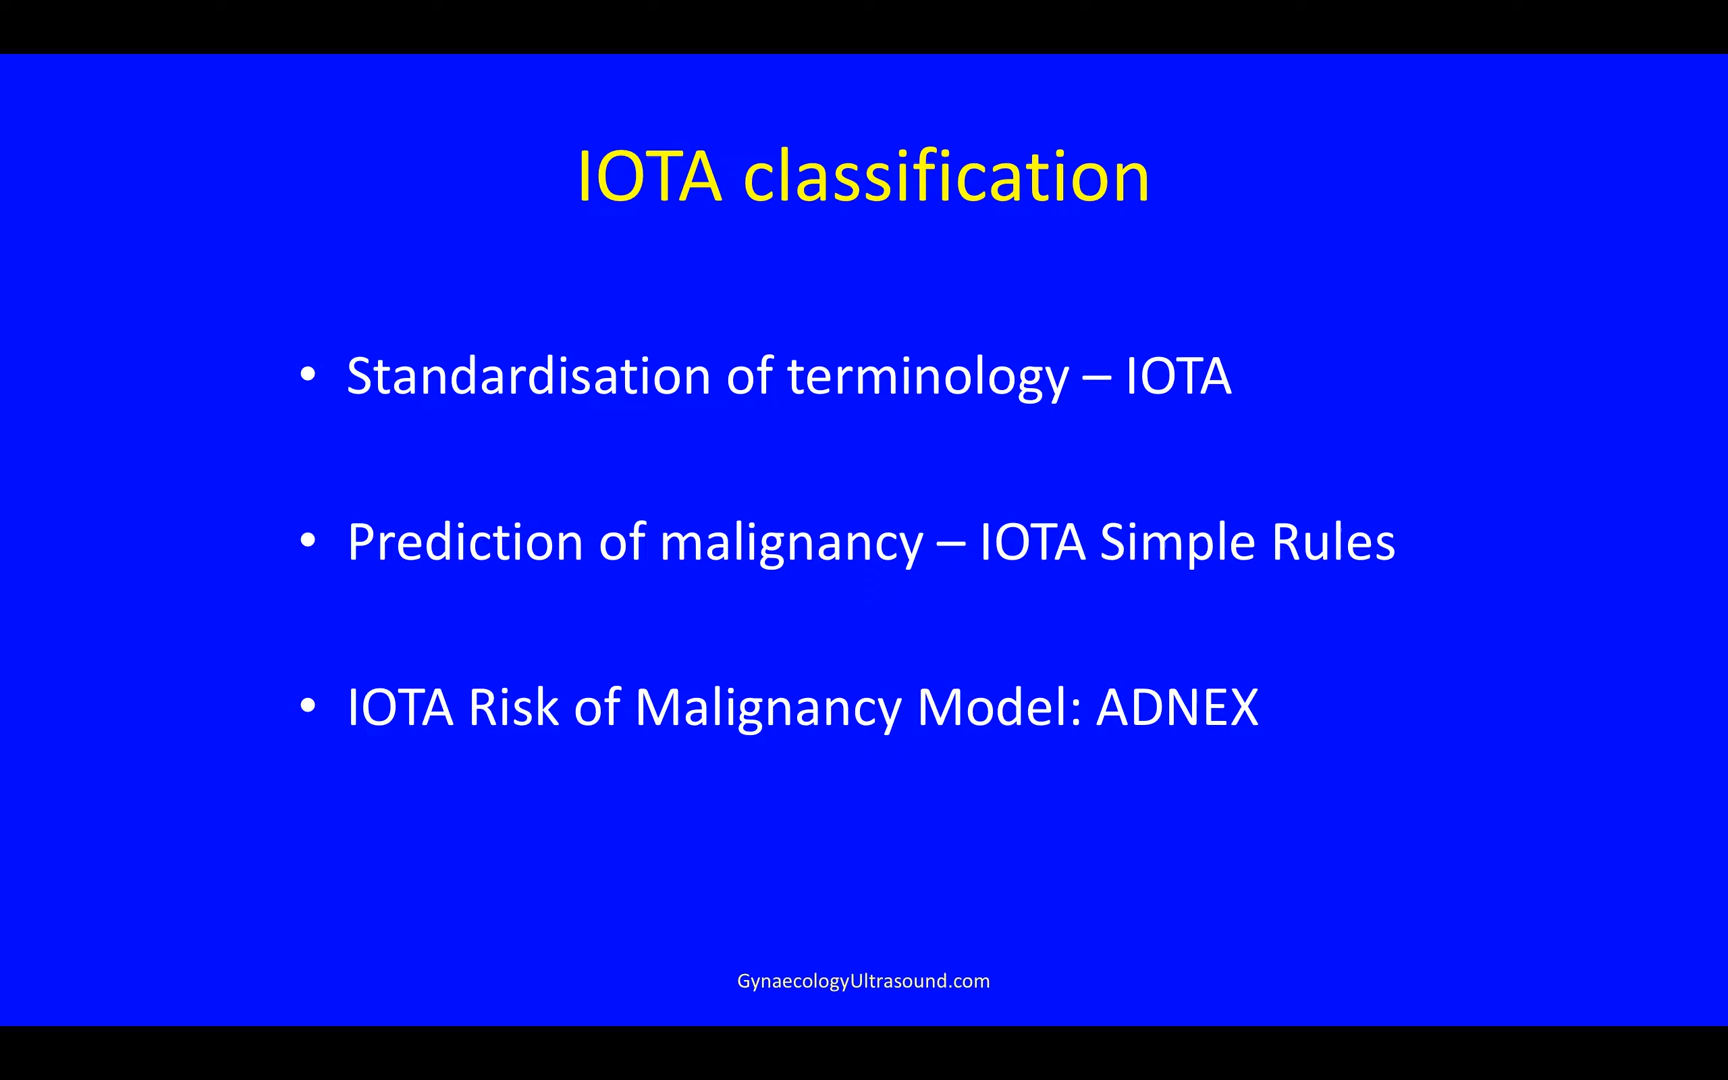 IOTA classification
• Standardisation of terminology – IOTA
• Prediction of malignancy – IOTA Simple Rules
• IOTA Risk of Malignancy Model: ADNEX
GynaecologyUltrasound.com